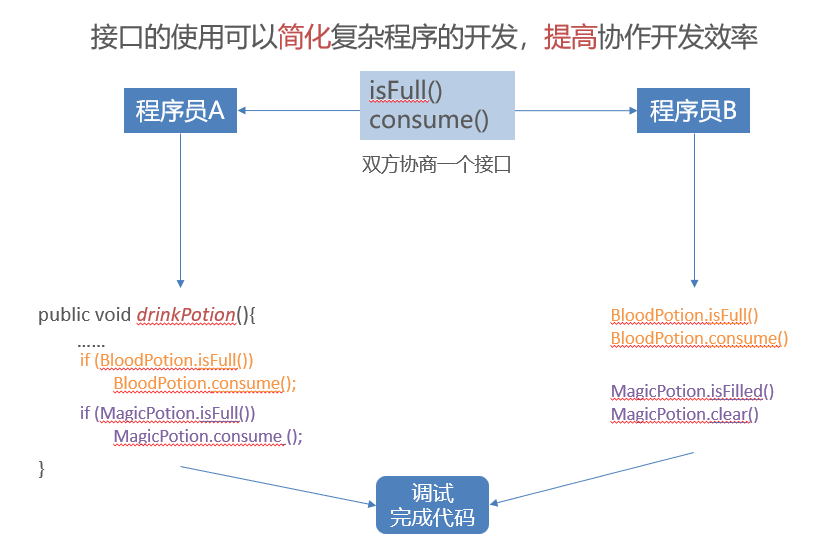 接口的使用可以简化复杂程序的开发，提高协作开发效率
程序员A
isFull()
consume()
程序员B
双方协商一个接口
public void drinkPotion(){
……
if (BloodPotion.isFull())
BloodPotion.consume();
if (MagicPotion.isFull())
MagicPotion.consume ();
}
BloodPotion.isFull()
BloodPotion.consume()
MagicPotion.isFilled()
MagicPotion.clear()
调试
完成代码